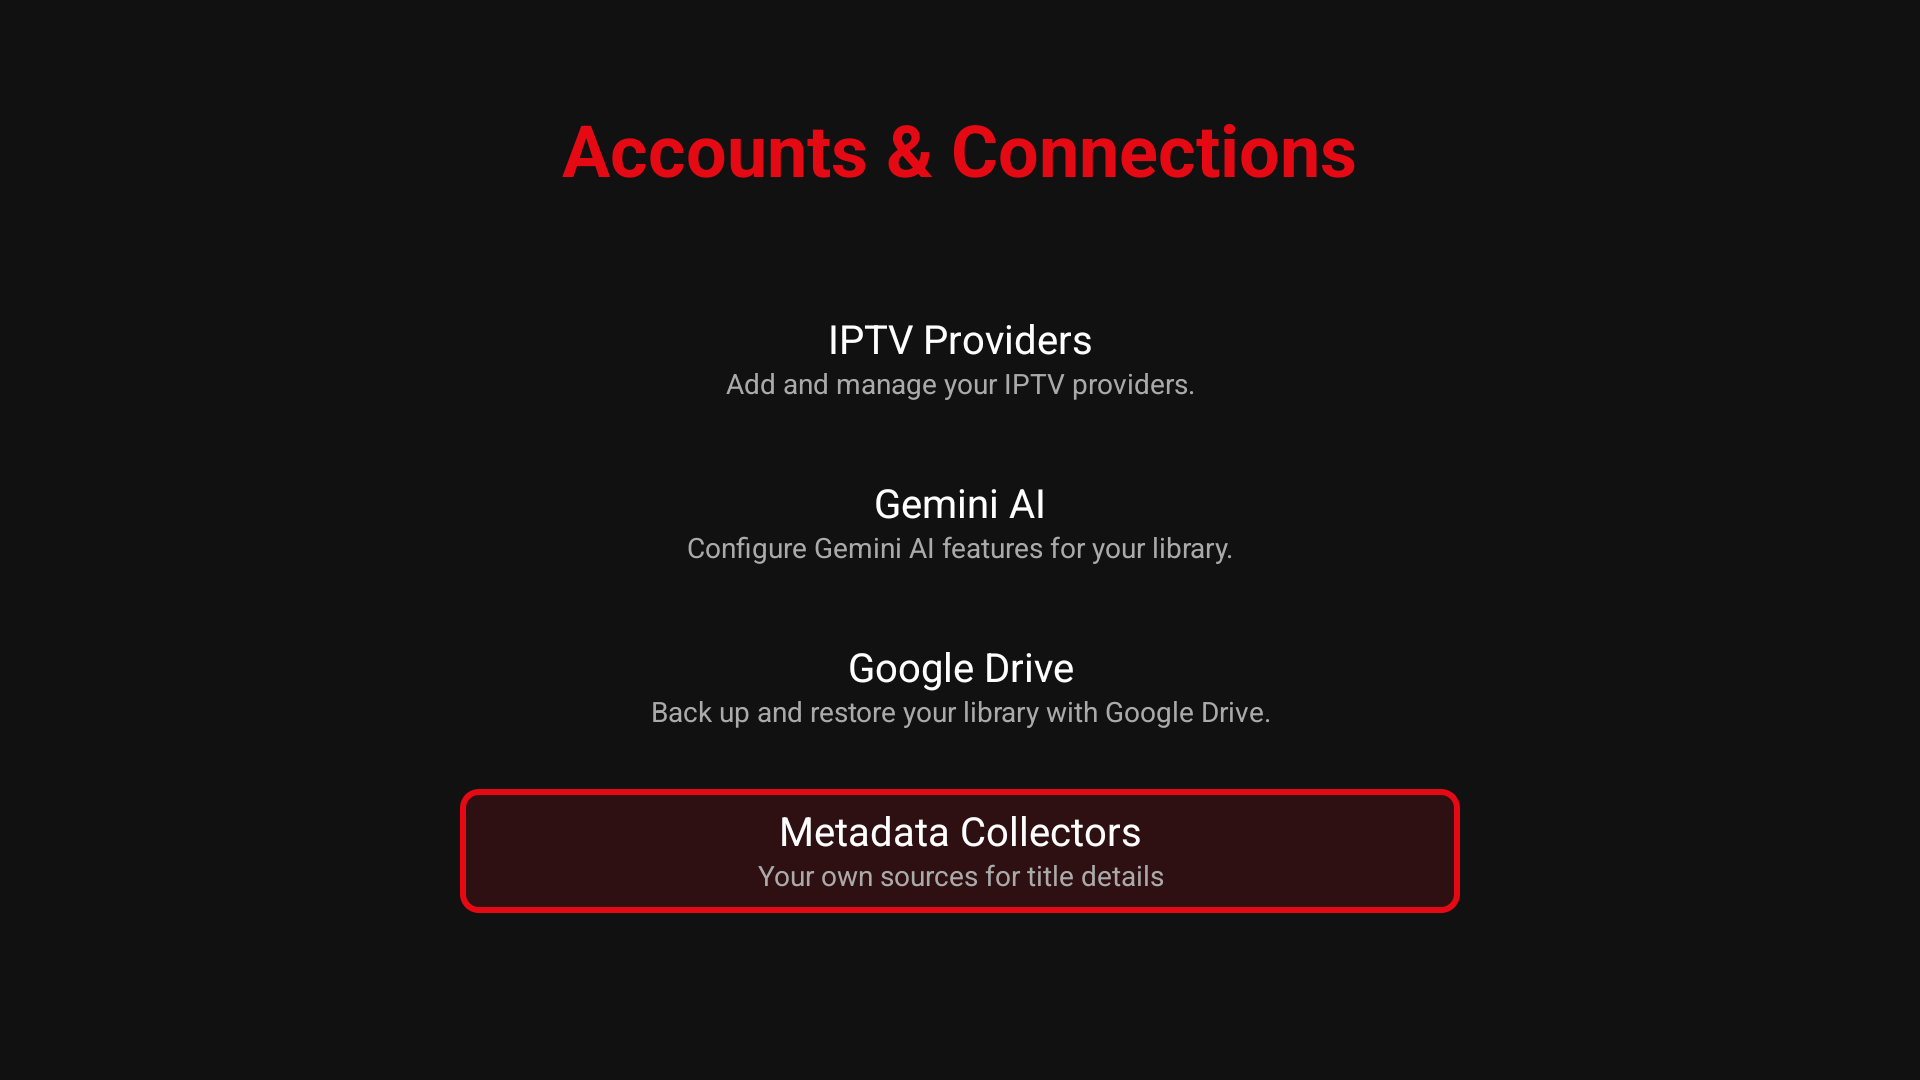 Accounts & Connections
IPTV Providers
Add and manage your IPTV providers.
Gemini AI
Configure Gemini AI features for your library.
Google Drive
Back up and restore your library with Google Drive.
Metadata Collectors
Your own sources for title details